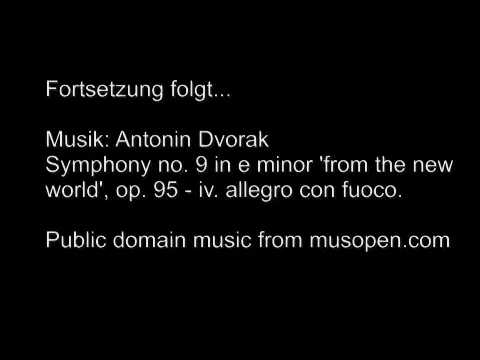 Fortsetzung folgt...
Musik: Antonin Dvorak
Symphony no. 9 in e minor 'from the new
world', op. 95 - iv. allegro con fuoco.
Public domain music from musopen.com